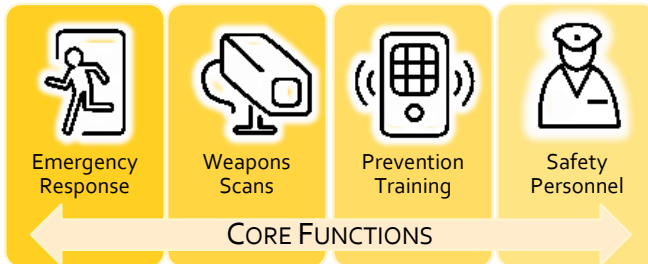 Emergency
Response
Weapons
Scans
Prevention
Training
Safety
Personnel
CORE FUNCTIONS